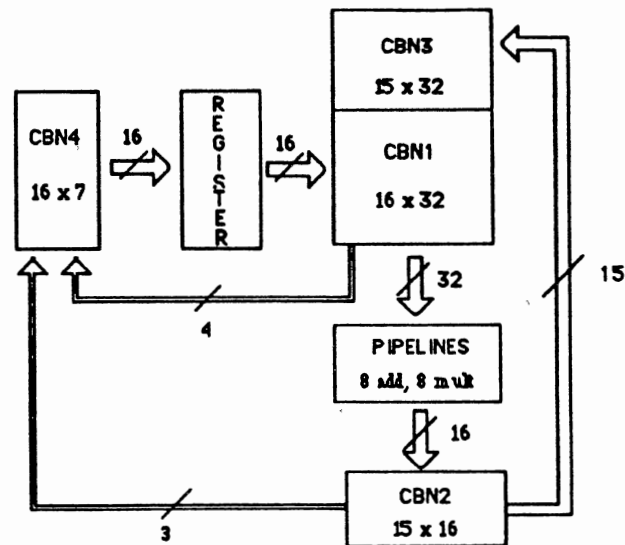 CBN3
15 x 32
CBN4
16 x 7
16
REGISTER
16
CBN1
16 x 32
15
4
32
PIPELINES
8 add, 8 mult
16
CBN2
15 x 16
3